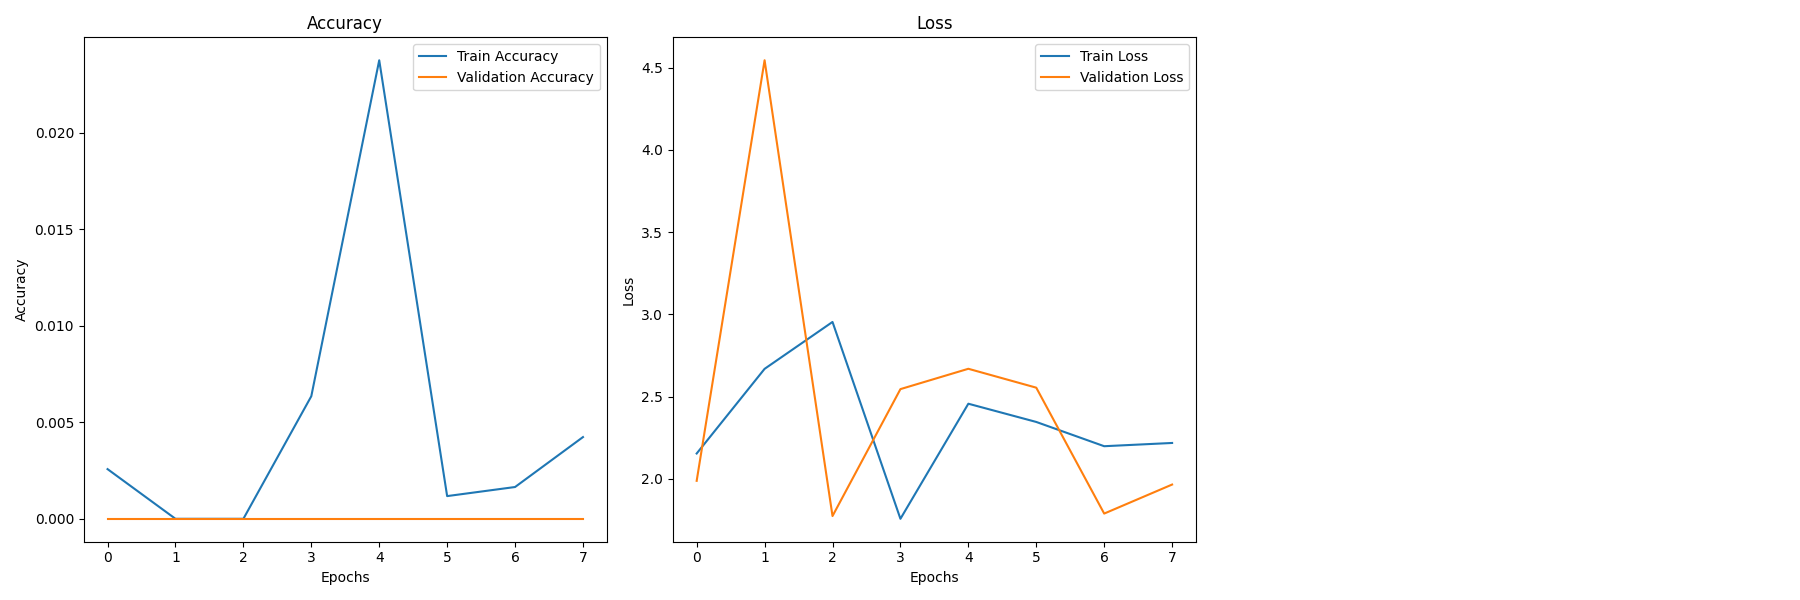 Accuracy
Train Accuracy
Validation Accuracy
0.020
0.015
0.010
0.005
0.000
Accuracy
0 1 2 3 4 5 6 7
Epochs
Loss
Train Loss
Validation Loss
4.5
4.0
3.5
3.0
2.5
2.0
Loss
0 1 2 3 4 5 6 7
Epochs